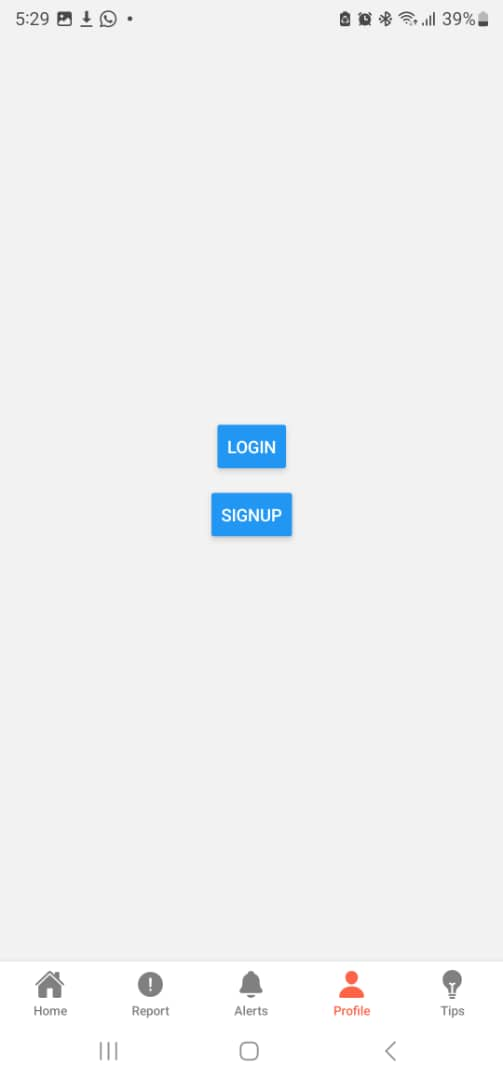 5:29 39%
LOGIN
SIGNUP
Home Report Alerts Profile Tips